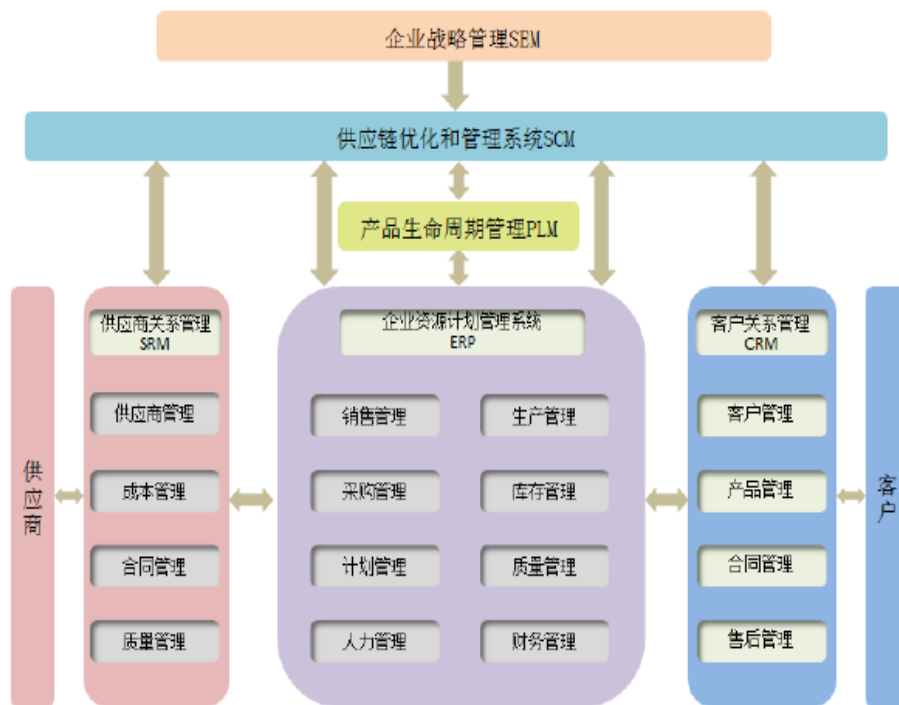 企业战略管理SEM
供应链优化和管理系统SCM
产品生命周期管理PLM
供应商
供应商关系管理
SRM
供应商管理
成本管理
合同管理
质量管理
企业资源计划管理系统
ERP
销售管理
生产管理
采购管理
库存管理
计划管理
质量管理
人力管理
财务管理
客户关系管理
CRM
客户管理
产品管理
合同管理
售后管理
客户